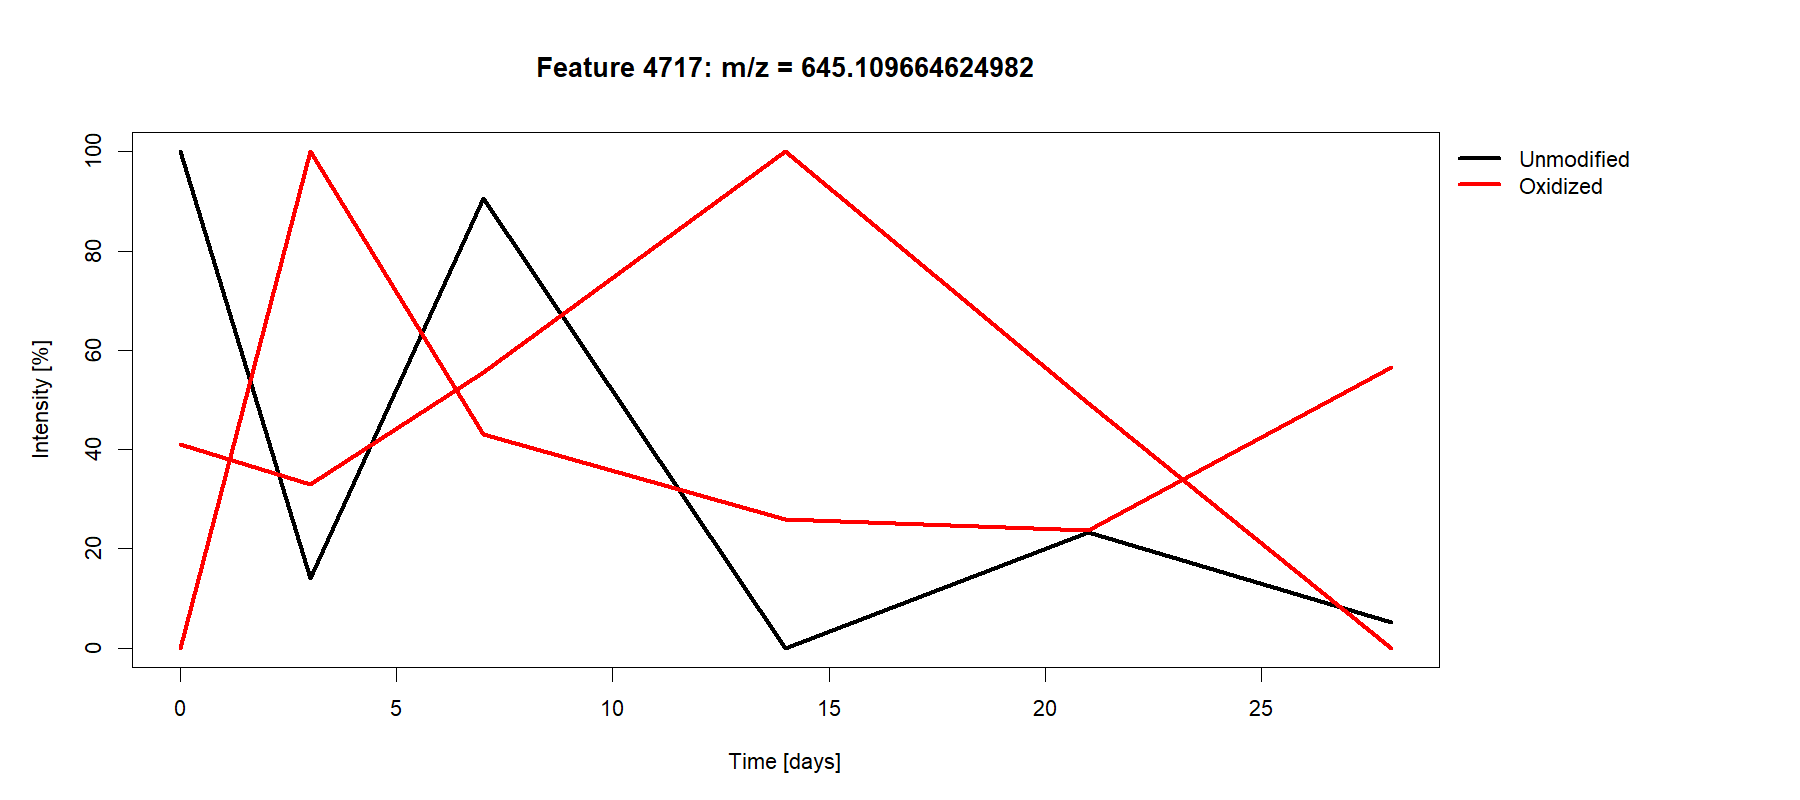 Feature 4717: m/z = 645.109664624982
Unmodified
Oxidized
Intensity [%]
100
80
60
40
20
0
0 5 10 15 20 25
Time [days]